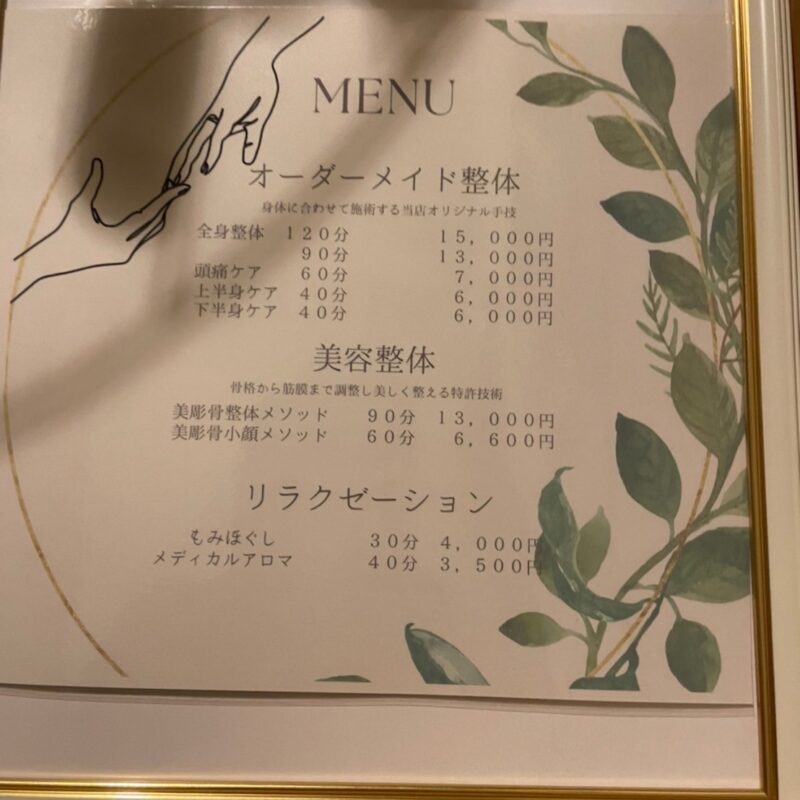 MENU
オーダーメイド整体
身体に合わせて施術する当店オリジナル手技
全身整体 １２０分 １５，０００円
９０分 １３，０００円
頭痛ケア ６０分 ７，０００円
上半身ケア ４０分 ６，０００円
下半身ケア ４０分 ６，０００円
美容整体
骨格から筋膜まで調整し美しく整える特許技術
美彫骨整体メソッド ９０分 １３，０００円
美彫骨小顔メソッド ６０分 ６，６００円
リラクゼーション
もみほぐし ３０分 ４，０００円
メディカルアロマ ４０分 ３，５００円